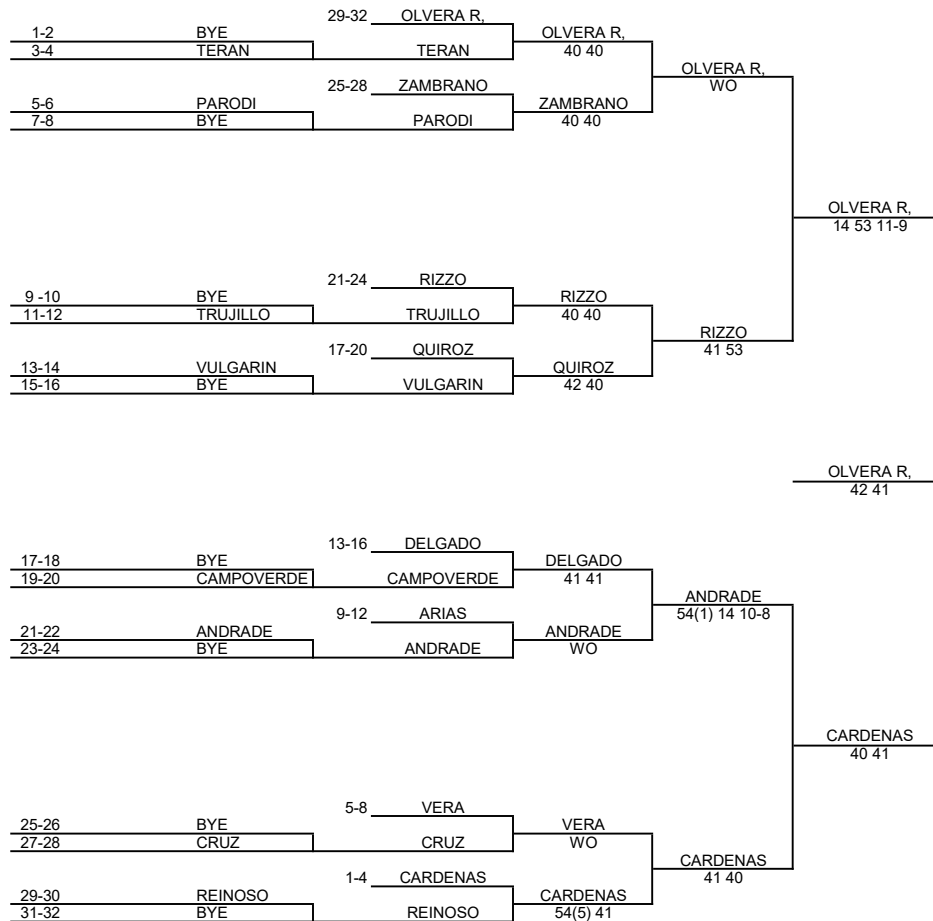 29-32 OLVERA R,
1-2 BYE OLVERA R,
3-4 TERAN TERAN 40 40
OLVERA R,
25-28 ZAMBRANO WO
5-6 PARODI ZAMBRANO
7-8 BYE PARODI 40 40
OLVERA R,
14 53 11-9
21-24 RIZZO
9 -10 BYE RIZZO
11-12 TRUJILLO TRUJILLO 40 40
RIZZO
17-20 QUIROZ 41 53
13-14 VULGARIN QUIROZ
15-16 BYE VULGARIN 42 40
OLVERA R,
42 41
13-16 DELGADO
17-18 BYE DELGADO
19-20 CAMPOVERDE CAMPOVERDE 41 41
ANDRADE
9-12 ARIAS 54(1) 14 10-8
21-22 ANDRADE ANDRADE
23-24 BYE ANDRADE WO
CARDENAS
40 41
5-8 VERA
25-26 BYE VERA
27-28 CRUZ CRUZ WO
CARDENAS
1-4 CARDENAS 41 40
29-30 REINOSO CARDENAS
31-32 BYE REINOSO 54(5) 41